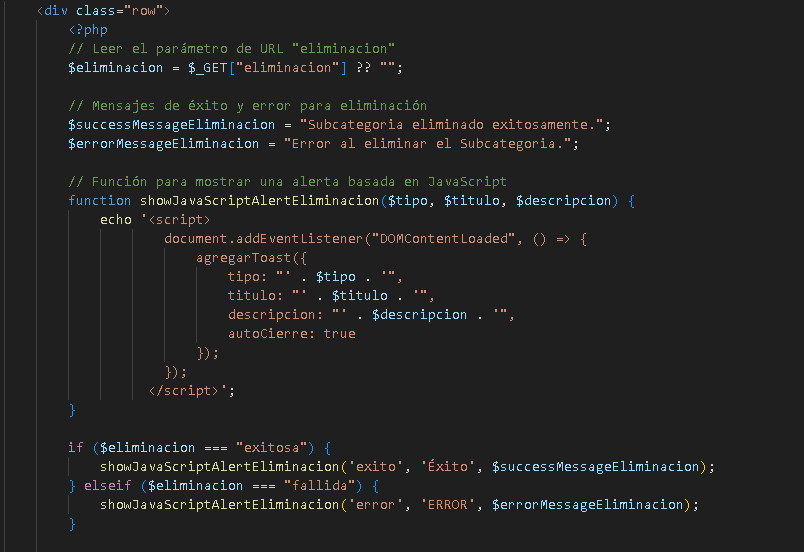 <div class="row">
<?php
// Leer el parámetro de URL "eliminacion"
$eliminacion = $_GET["eliminacion"] ?? "";
// Mensajes de éxito y error para eliminación
$successMessageEliminacion = "Subcategoria eliminado exitosamente.";
$errorMessageEliminacion = "Error al eliminar el Subcategoria.";
// Función para mostrar una alerta basada en JavaScript
function showJavaScriptAlertEliminacion($tipo, $titulo, $descripcion) {
echo '<script>
document.addEventListener("DOMContentLoaded", () => {
agregarToast({
tipo: "' . $tipo . '",
titulo: "' . $titulo . '",
descripcion: "' . $descripcion . '",
autoCierre: true
});
});
</script>';
}
if ($eliminacion === "exitosa") {
showJavaScriptAlertEliminacion('exito', 'Éxito', $successMessageEliminacion);
} elseif ($eliminacion === "fallida") {
showJavaScriptAlertEliminacion('error', 'ERROR', $errorMessageEliminacion);
}